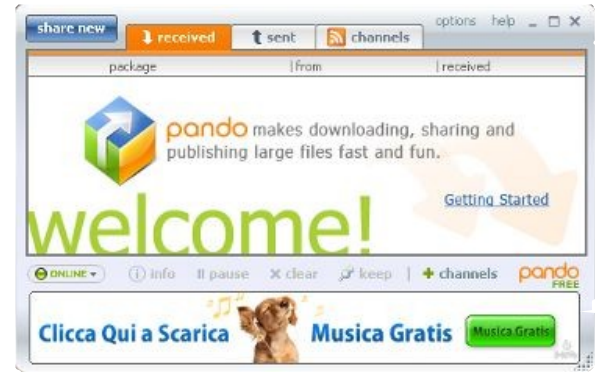 share new
received
sent
channels
options help
package | from | received
pando makes downloading, sharing and
publishing large files fast and fun.
Getting Started
welcome!
ONLINE
info pause clear keep | channels
pando
FREE
Clicca Qui a Scarica Musica Gratis Musica Gratis